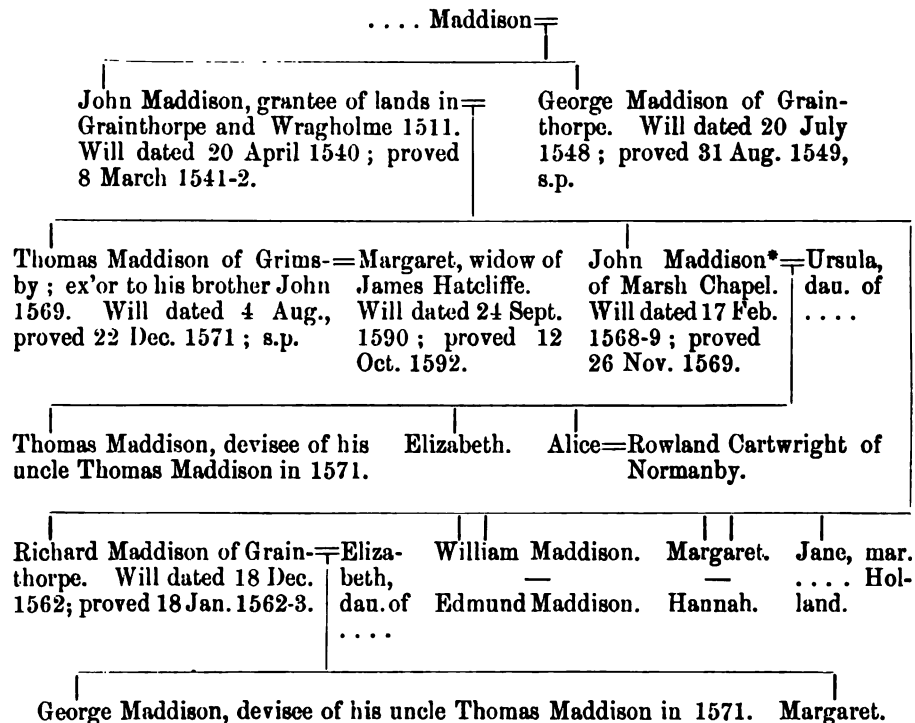 . . . . Maddison
John Maddison, grantee of lands in
Grainthorpe and Wragholme 1511.
Will dated 20 April 1540 ; proved
8 March 1541-2.
George Maddison of Grain-
thorpe. Will dated 20 July
1548 ; proved 31 Aug. 1549,
s.p.
Thomas Maddison of Grims-
by ; ex'or to his brother John
1569. Will dated 4 Aug.,
proved 22 Dec. 1571 ; s.p.
Margaret, widow of
James Hatcliffe.
Will dated 24 Sept.
1590 ; proved 12
Oct. 1592.
John Maddison*
of Marsh Chapel.
Will dated 17 Feb.
1568-9 ; proved
26 Nov. 1569.
Ursula,
dau. of
. . . .
Thomas Maddison, devisee of his
uncle Thomas Maddison in 1571.
Elizabeth.
Alice=Rowland Cartwright of
Normanby.
Richard Maddison of Grain-
thorpe. Will dated 18 Dec.
1562; proved 18 Jan. 1562-3.
Eliza-
beth,
dau. of
. . . .
William Maddison.
—
Edmund Maddison.
Margaret.
—
Hannah.
Jane, mar.
. . . . Hol-
land.
George Maddison, devisee of his uncle Thomas Maddison in 1571.
Margaret.